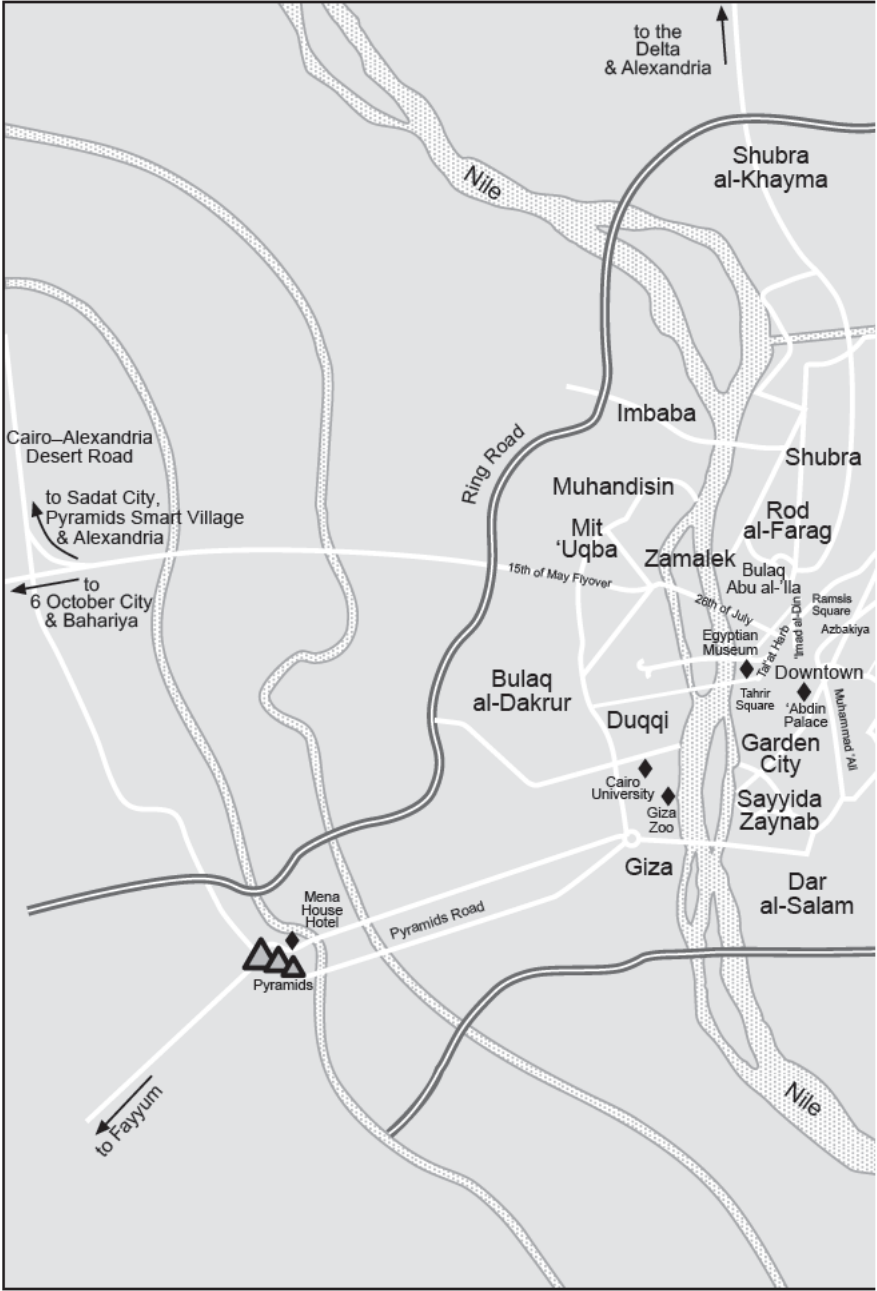 to the
Delta
& Alexandria
Shubra
al-Khayma
Nile
Imbaba
Cairo–Alexandria
Desert Road
Ring Road
Shubra
to Sadat City,
Pyramids Smart Village
& Alexandria
Muhandisin
Rod
al-Farag
Mit
‘Uqba
Zamalek
15th of May Flyover
Bulaq
Abu al-‘Ila
to
6 October City
& Bahariya
26th of July
Ramsis
Square
‘Imad al-Din
Azbakiya
Tal‘at Harb
Egyptian
Museum
Downtown
Bulaq
al-Dakrur
Tahrir
Square
‘Abdin
Palace
Muhammad ‘Ali
Duqqi
Garden
City
Cairo
University
Giza
Zoo
Sayyida
Zaynab
Giza
Dar
al-Salam
Mena
House
Hotel
Pyramids Road
Pyramids
Nile
to Fayyum